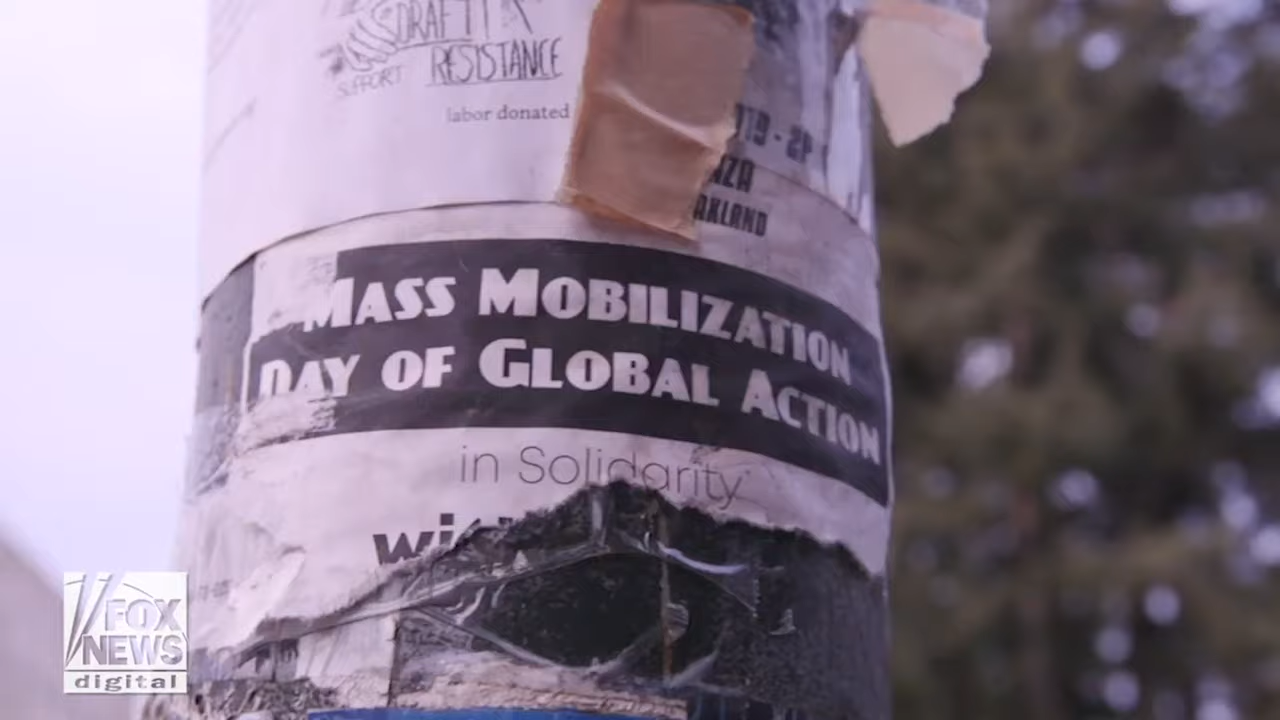 DRAFT
SUPPORT RESISTANCE
labor donated
MASS MOBILIZATION
DAY OF GLOBAL ACTION
in Solidarity
FOX
NEWS
digital